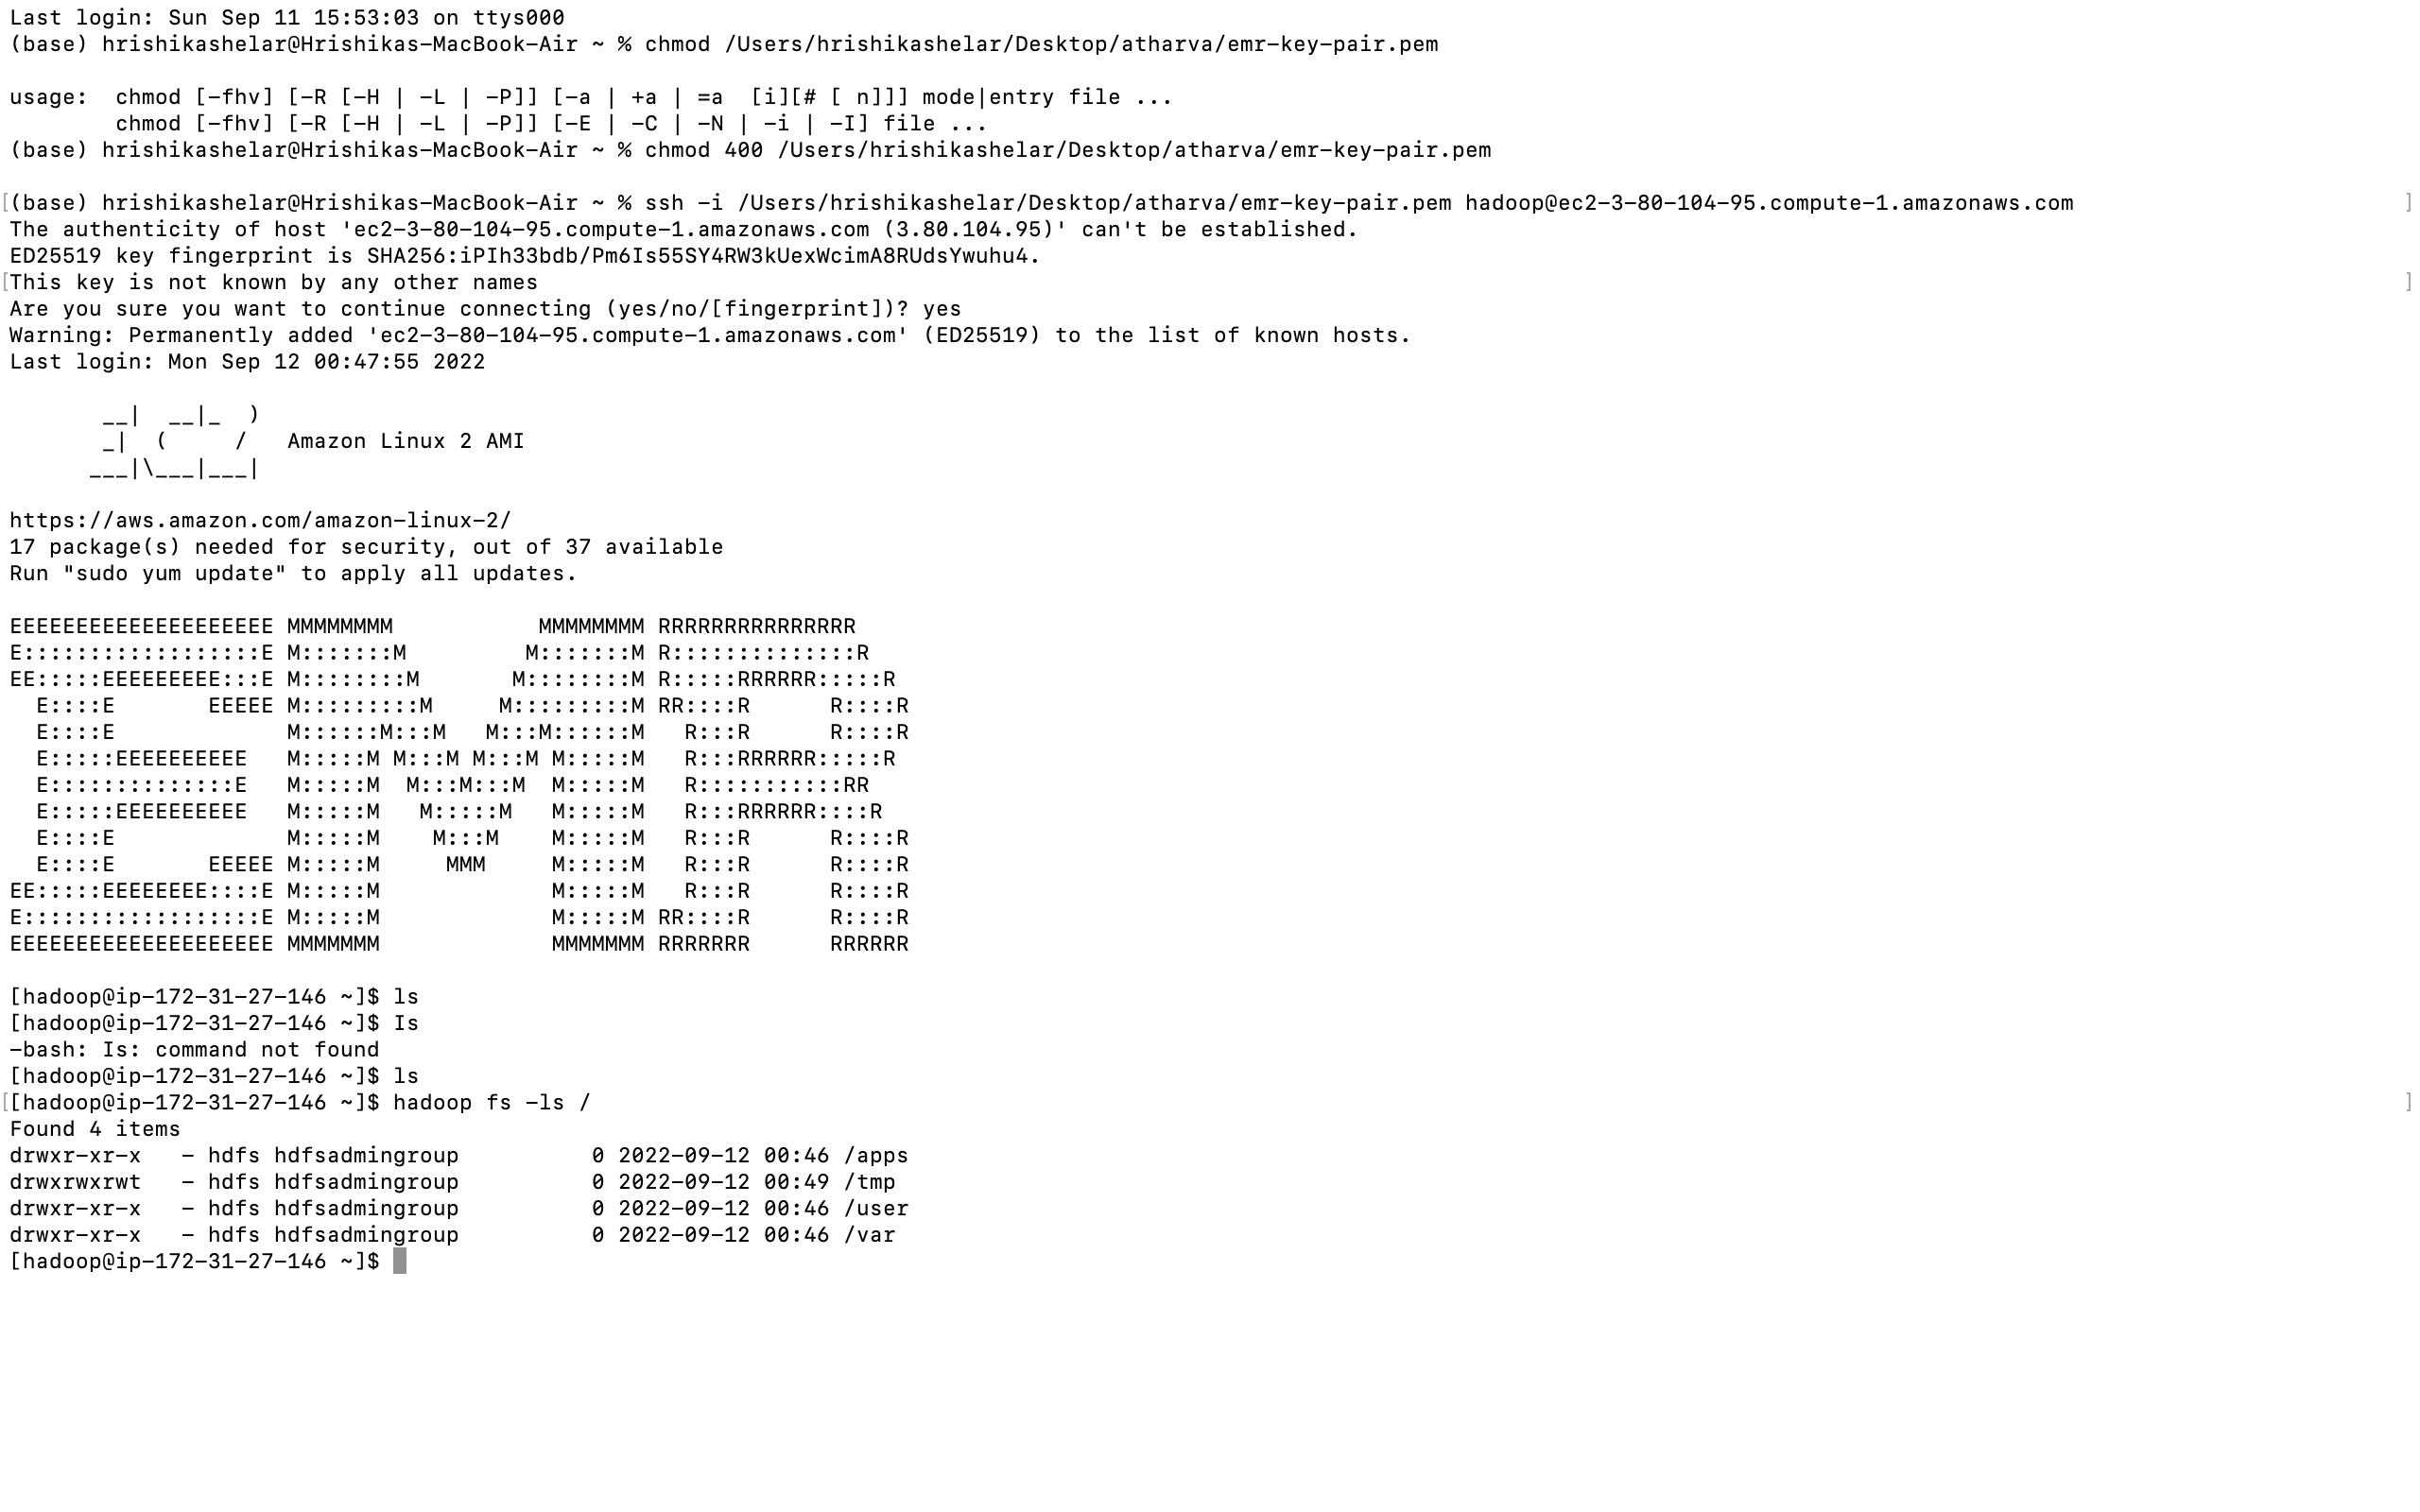 Last login: Sun Sep 11 15:53:03 on ttys000
(base) hrishikashelar@Hrishikas-MacBook-Air ~ % chmod /Users/hrishikashelar/Desktop/atharva/emr-key-pair.pem

usage:  chmod [-fhv] [-R [-H | -L | -P]] [-a | +a | =a  [i][# [ n]]] mode|entry file ...
        chmod [-fhv] [-R [-H | -L | -P]] [-E | -C | -N | -i | -I] file ...
(base) hrishikashelar@Hrishikas-MacBook-Air ~ % chmod 400 /Users/hrishikashelar/Desktop/atharva/emr-key-pair.pem

[(base) hrishikashelar@Hrishikas-MacBook-Air ~ % ssh -i /Users/hrishikashelar/Desktop/atharva/emr-key-pair.pem hadoop@ec2-3-80-104-95.compute-1.amazonaws.com ]
The authenticity of host 'ec2-3-80-104-95.compute-1.amazonaws.com (3.80.104.95)' can't be established.
ED25519 key fingerprint is SHA256:iPIh33bdb/Pm6Is55SY4RW3kUexWcimA8RUdsYwuhu4.
[This key is not known by any other names ]
Are you sure you want to continue connecting (yes/no/[fingerprint])? yes
Warning: Permanently added 'ec2-3-80-104-95.compute-1.amazonaws.com' (ED25519) to the list of known hosts.
Last login: Mon Sep 12 00:47:55 2022

       __|  __|_  )
       _|  (     /   Amazon Linux 2 AMI
      ___|\___|___|

https://aws.amazon.com/amazon-linux-2/
17 package(s) needed for security, out of 37 available
Run "sudo yum update" to apply all updates.

EEEEEEEEEEEEEEEEEEEE MMMMMMMM           MMMMMMMM RRRRRRRRRRRRRRR
E::::::::::::::::::E M:::::::M         M:::::::M R::::::::::::::R
EE:::::EEEEEEEEE:::E M::::::::M       M::::::::M R:::::RRRRRR:::::R
  E::::E       EEEEE M:::::::::M     M:::::::::M RR::::R      R::::R
  E::::E             M::::::M:::M   M:::M::::::M   R:::R      R::::R
  E:::::EEEEEEEEEE   M:::::M M:::M M:::M M:::::M   R:::RRRRRR:::::R
  E::::::::::::::E   M:::::M  M:::M:::M  M:::::M   R:::::::::::RR
  E:::::EEEEEEEEEE   M:::::M   M:::::M   M:::::M   R:::RRRRRR::::R
  E::::E             M:::::M    M:::M    M:::::M   R:::R      R::::R
  E::::E       EEEEE M:::::M     MMM     M:::::M   R:::R      R::::R
EE:::::EEEEEEEE::::E M:::::M             M:::::M   R:::R      R::::R
E::::::::::::::::::E M:::::M             M:::::M RR::::R      R::::R
EEEEEEEEEEEEEEEEEEEE MMMMMMM             MMMMMMM RRRRRRR      RRRRRR

[hadoop@ip-172-31-27-146 ~]$ ls
[hadoop@ip-172-31-27-146 ~]$ Is
-bash: Is: command not found
[hadoop@ip-172-31-27-146 ~]$ ls
[[hadoop@ip-172-31-27-146 ~]$ hadoop fs -ls / ]
Found 4 items
drwxr-xr-x   - hdfs hdfsadmingroup          0 2022-09-12 00:46 /apps
drwxrwxrwt   - hdfs hdfsadmingroup          0 2022-09-12 00:49 /tmp
drwxr-xr-x   - hdfs hdfsadmingroup          0 2022-09-12 00:46 /user
drwxr-xr-x   - hdfs hdfsadmingroup          0 2022-09-12 00:46 /var
[hadoop@ip-172-31-27-146 ~]$